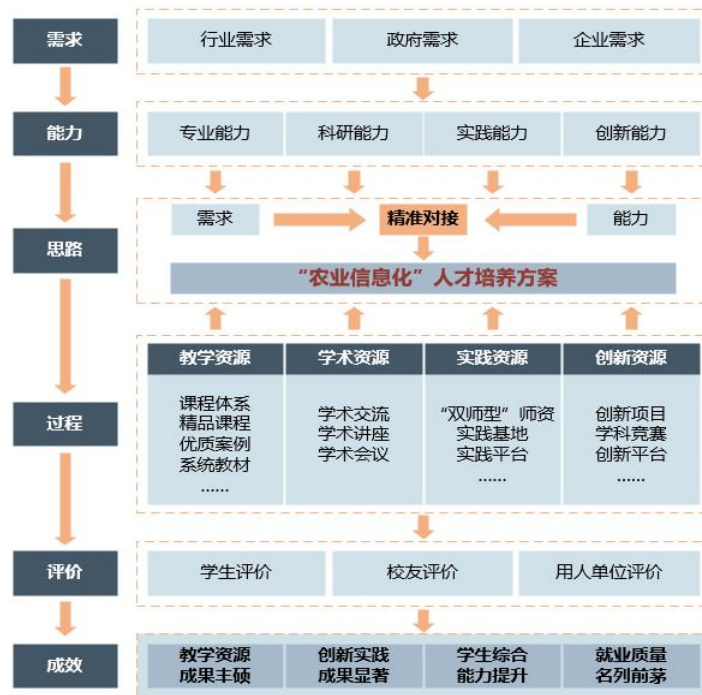 需求
行业需求
政府需求
企业需求
能力
专业能力
科研能力
实践能力
创新能力
思路
需求
精准对接
能力
“农业信息化”人才培养方案
过程
教学资源
课程体系
精品课程
优质案例
系统教材
......
学术资源
学术交流
学术讲座
学术会议
实践资源
“双师型”师资
实践基地
实践平台
......
创新资源
创新项目
学科竞赛
创新平台
......
评价
学生评价
校友评价
用人单位评价
成效
教学资源
成果丰硕
创新实践
成果显著
学生综合
能力提升
就业质量
名列前茅